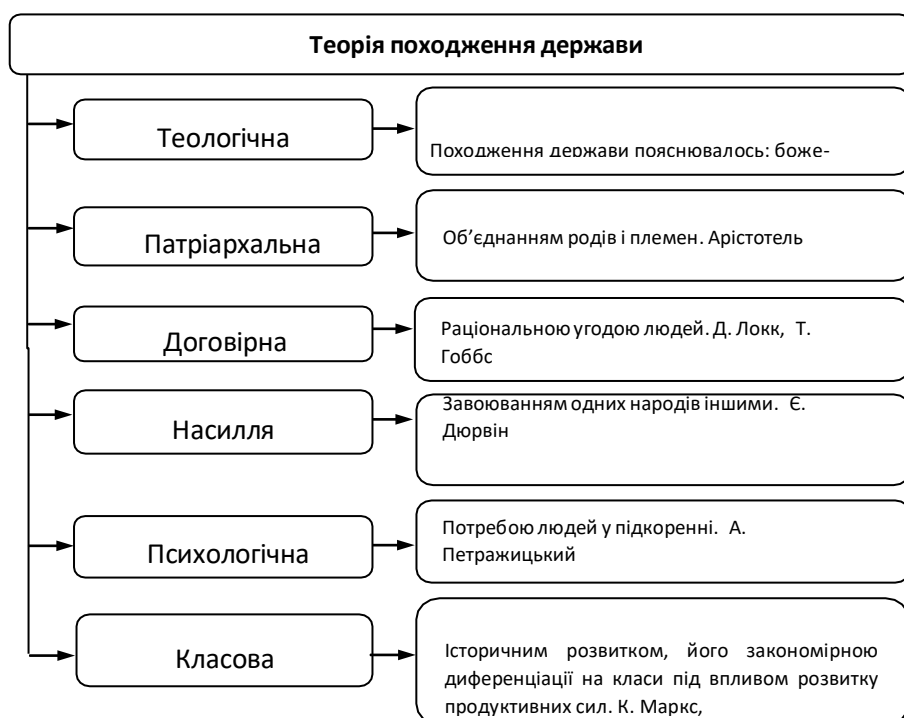 Теорія походження держави
Теологічна
Походження держави пояснювалось: боже-
Патріархальна
Об’єднанням родів і племен. Арістотель
Договірна
Раціональною угодою людей. Д. Локк, Т.
Гоббс
Насилля
Завоюванням одних народів іншими. Є.
Дюрвін
Психологічна
Потребою людей у підкоренні. А.
Петражицький
Класова
Історичним розвитком, його закономірною
диференціації на класи під впливом розвитку
продуктивних сил. К. Маркс,